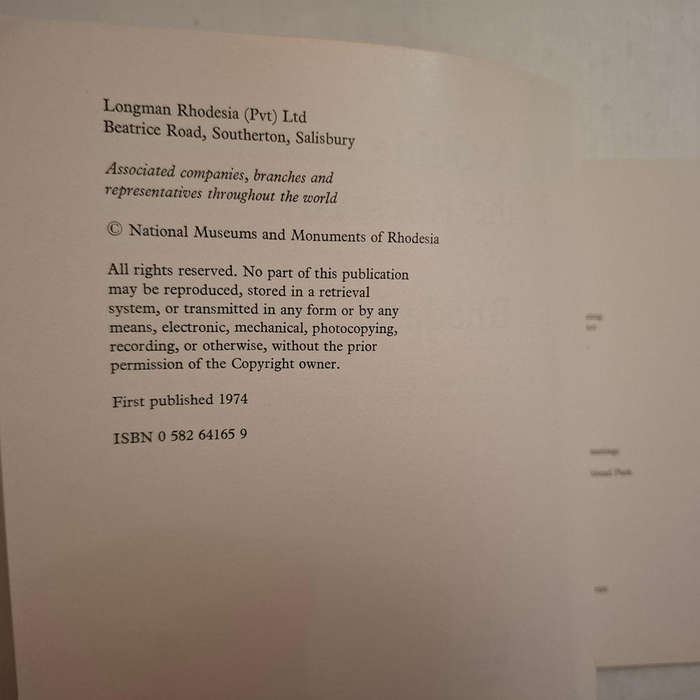 Longman Rhodesia (Pvt) Ltd
Beatrice Road, Southerton, Salisbury
Associated companies, branches and
representatives throughout the world
© National Museums and Monuments of Rhodesia
All rights reserved. No part of this publication
may be reproduced, stored in a retrieval
system, or transmitted in any form or by any
means, electronic, mechanical, photocopying,
recording, or otherwise, without the prior
permission of the Copyright owner.
First published 1974
ISBN 0 582 64165 9